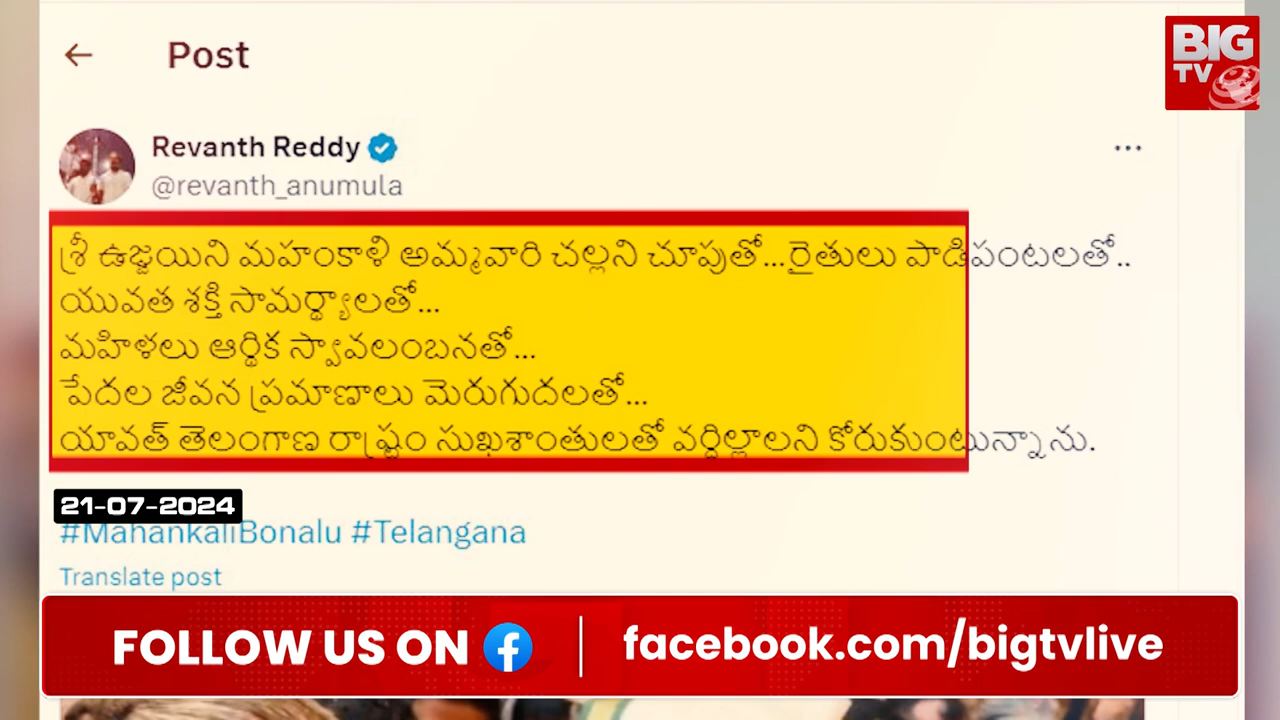 BIG
TV
← Post
Revanth Reddy
...
@revanth_anumula
శ్రీ ఉజ్జయిని మహంకాళి అమ్మవారి చల్లని చూపుతో...రైతులు పాడిపంటలతో..
యువత శక్తి సామర్థ్యాలతో...
మహిళలు ఆర్థిక స్వావలంబనతో...
పేదల జీవన ప్రమాణాలు మెరుగుదలతో...
యావత్ తెలంగాణ రాష్ట్రం సుఖశాంతులతో వర్ధిల్లాలని కోరుకుంటున్నాను.
21-07-2024
#MahankaliBonalu #Telangana
Translate post
FOLLOW US ON
facebook.com/bigtvlive